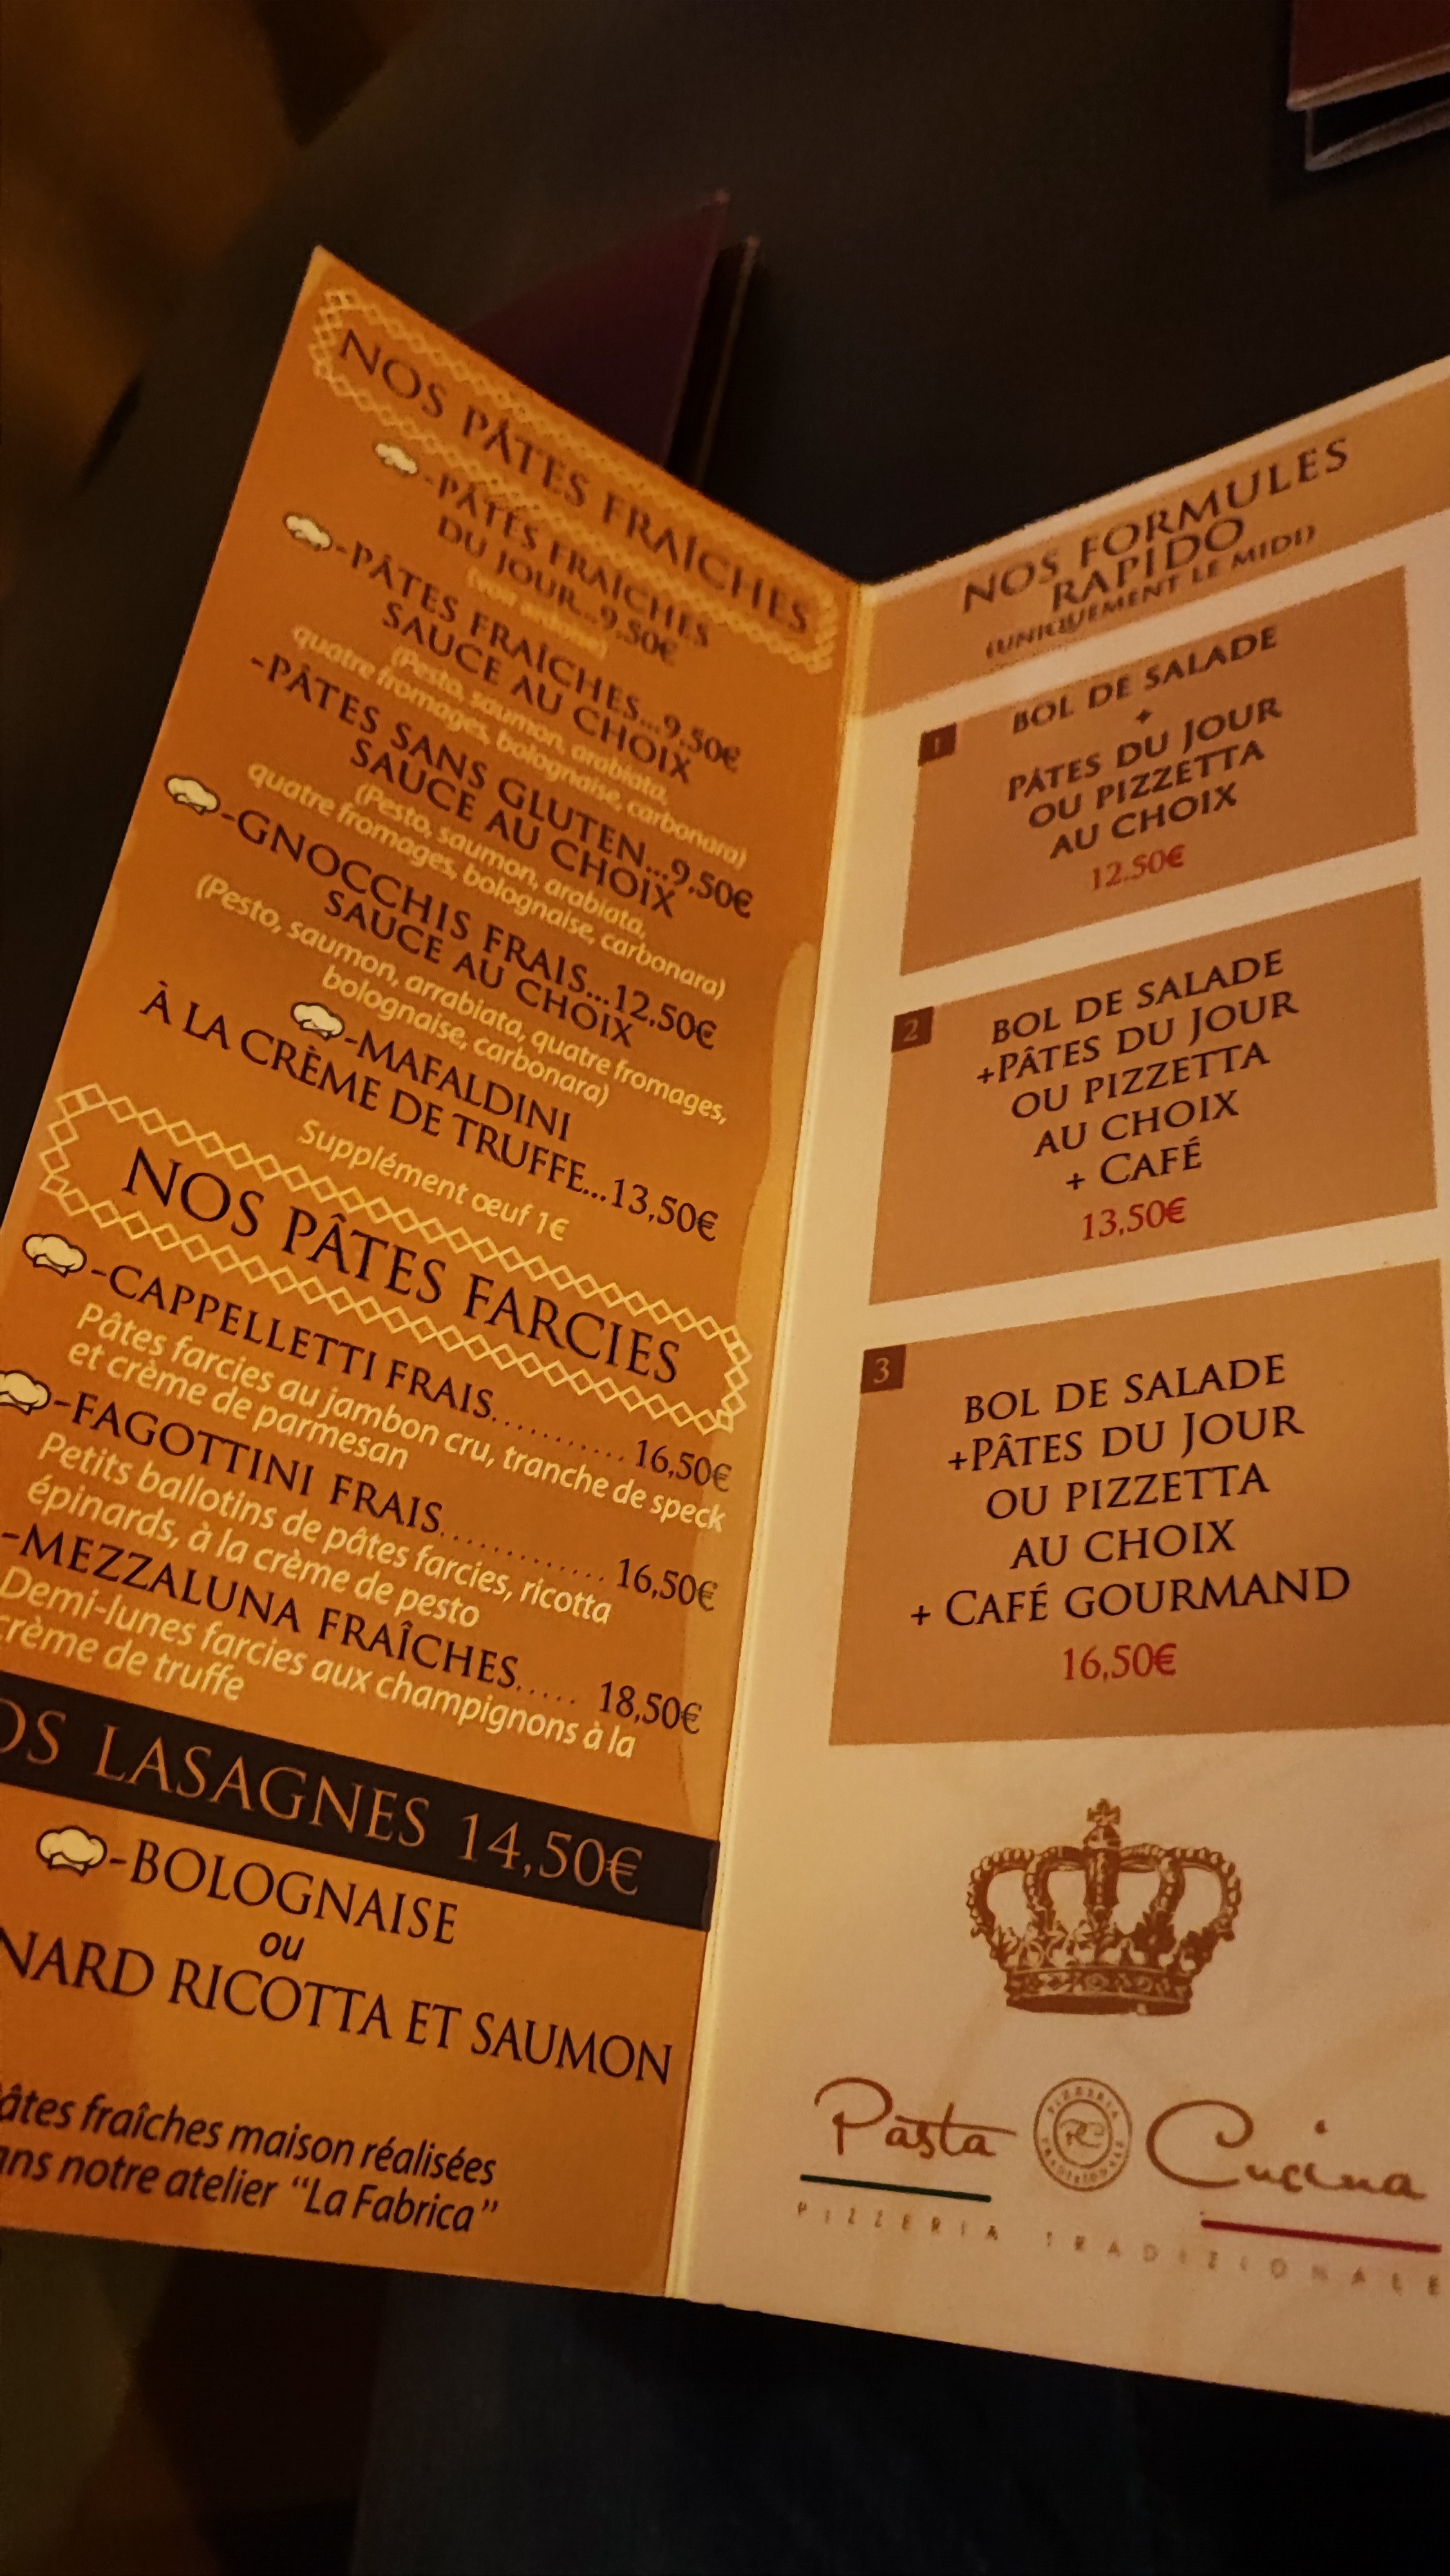 NOS PÂTES FRAÎCHES
-PÂTES FRAÎCHES
DU JOUR...9.50€
-PÂTES FRAÎCHES...9.50€
SAUCE AU CHOIX
(Pesto, saumon, arabiata,
quatre fromages, bolognaise, carbonara)
-PÂTES SANS GLUTEN...9.50€
SAUCE AU CHOIX
(Pesto, saumon, arabiata,
quatre fromages, bolognaise, carbonara)
-GNOCCHIS FRAIS...12.50€
SAUCE AU CHOIX
(Pesto, saumon, arrabiata, quatre fromages,
bolognaise, carbonara)
-MAFALDINI
À LA CRÈME DE TRUFFE...13,50€
Supplément œuf 1€
NOS PÂTES FARCIES
-CAPPELLETTI FRAIS............ 16,50€
Pâtes farcies au jambon cru, tranche de speck
et crème de parmesan
-FAGOTTINI FRAIS.............. 16,50€
Petits ballotins de pâtes farcies, ricotta
épinards, à la crème de pesto
-MEZZALUNA FRAÎCHES..... 18,50€
Demi-lunes farcies aux champignons à la
crème de truffe
OS LASAGNES 14,50€
-BOLOGNAISE
ou
NARD RICOTTA ET SAUMON
âtes fraîches maison réalisées
ans notre atelier "La Fabrica"
NOS FORMULES
RAPIDO
(UNIQUEMENT LE MIDI)
1
BOL DE SALADE
+
PÂTES DU JOUR
OU PIZZETTA
AU CHOIX
12.50€
2
BOL DE SALADE
+PÂTES DU JOUR
OU PIZZETTA
AU CHOIX
+ CAFÉ
13,50€
3
BOL DE SALADE
+PÂTES DU JOUR
OU PIZZETTA
AU CHOIX
+ CAFÉ GOURMAND
16,50€
Pasta PC Cucina
PIZZERIA TRADIZIONALE